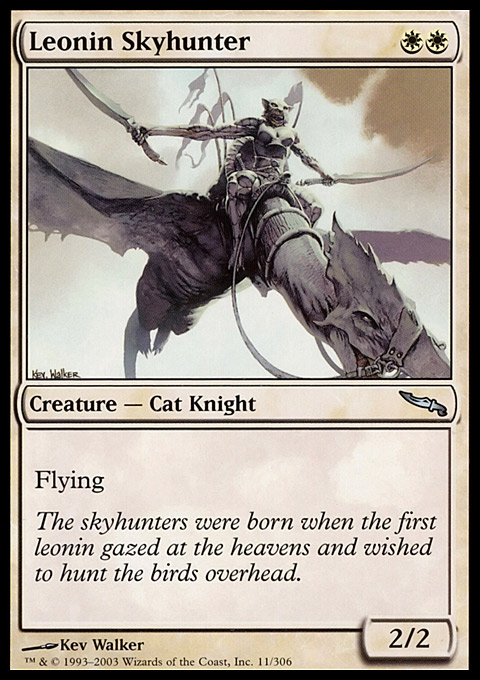 Leonin Skyhunter
KEV. WALKER
Creature — Cat Knight
Flying
The skyhunters were born when the first
leonin gazed at the heavens and wished
to hunt the birds overhead.
Kev Walker
2/2
™ & © 1993–2003 Wizards of the Coast, Inc. 11/306